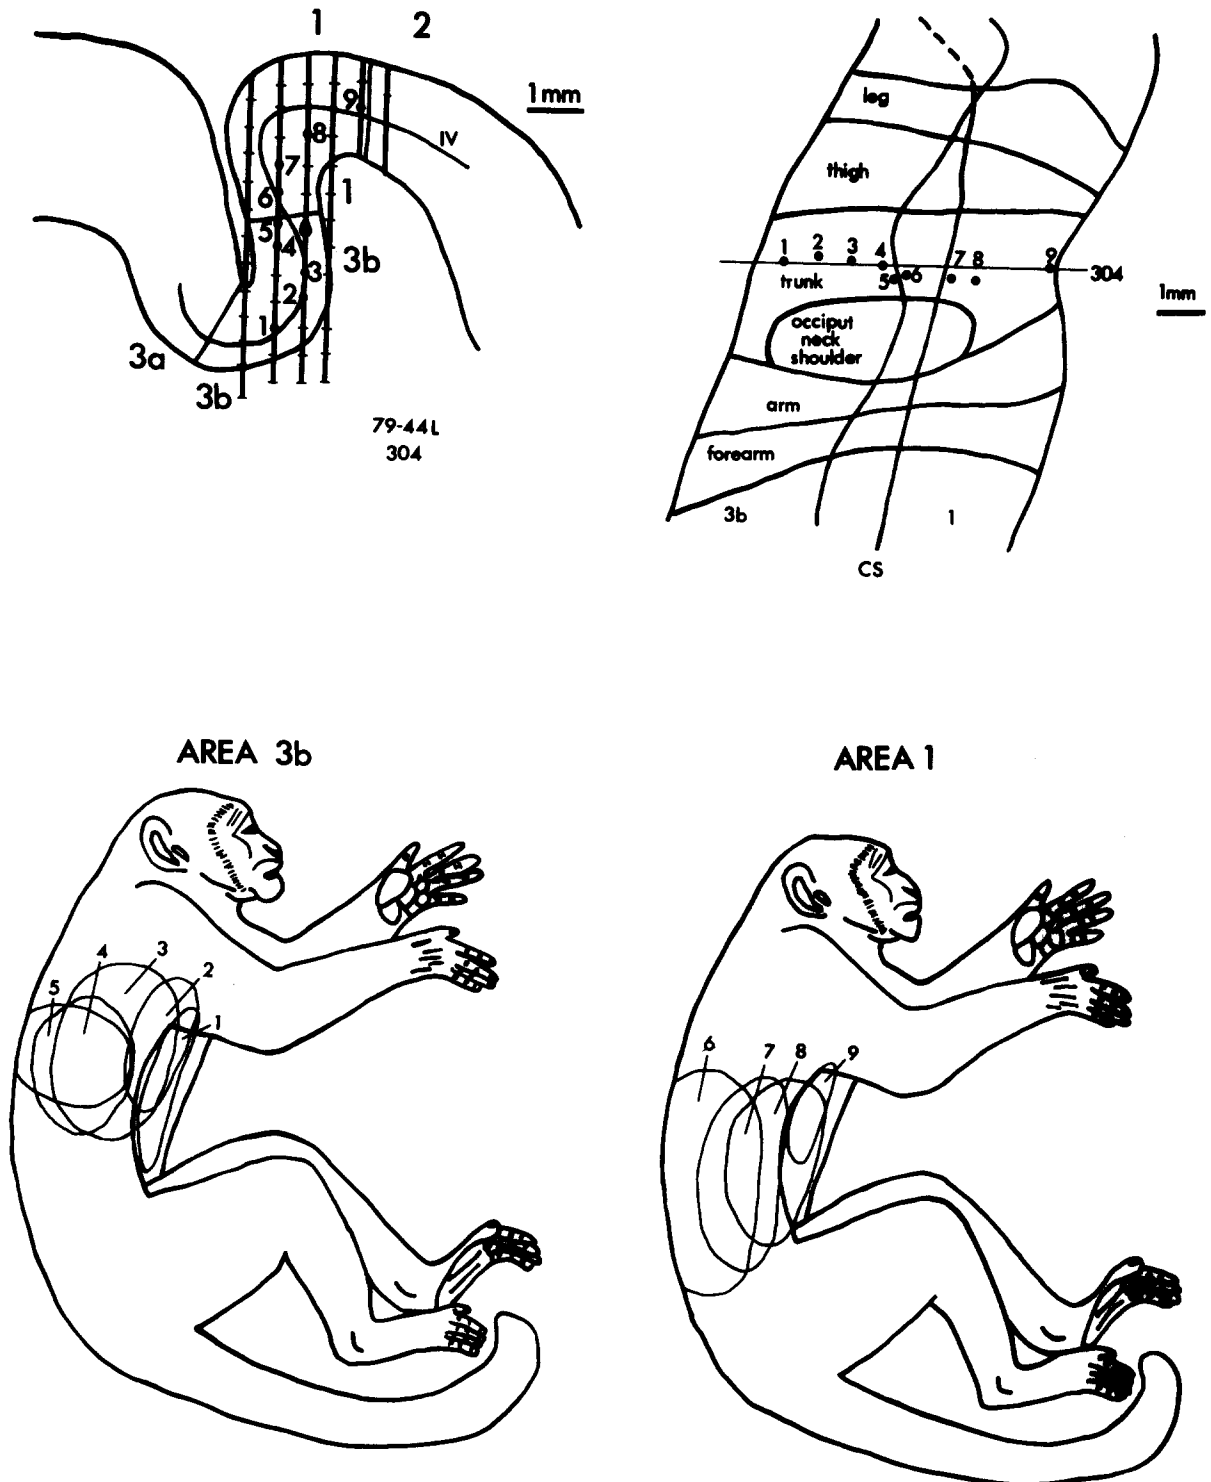 1 2
1mm
9
8
IV
7
6
1
5
4
3b
3
2
1
3a
3b
79-44L
304
leg
thigh
1 2 3 4 7 8 9
5 6
304
trunk
1mm
occiput
neck
shoulder
arm
forearm
3b
1
CS
AREA 3b
5 4 3 2
1
AREA 1
6 7 8 9